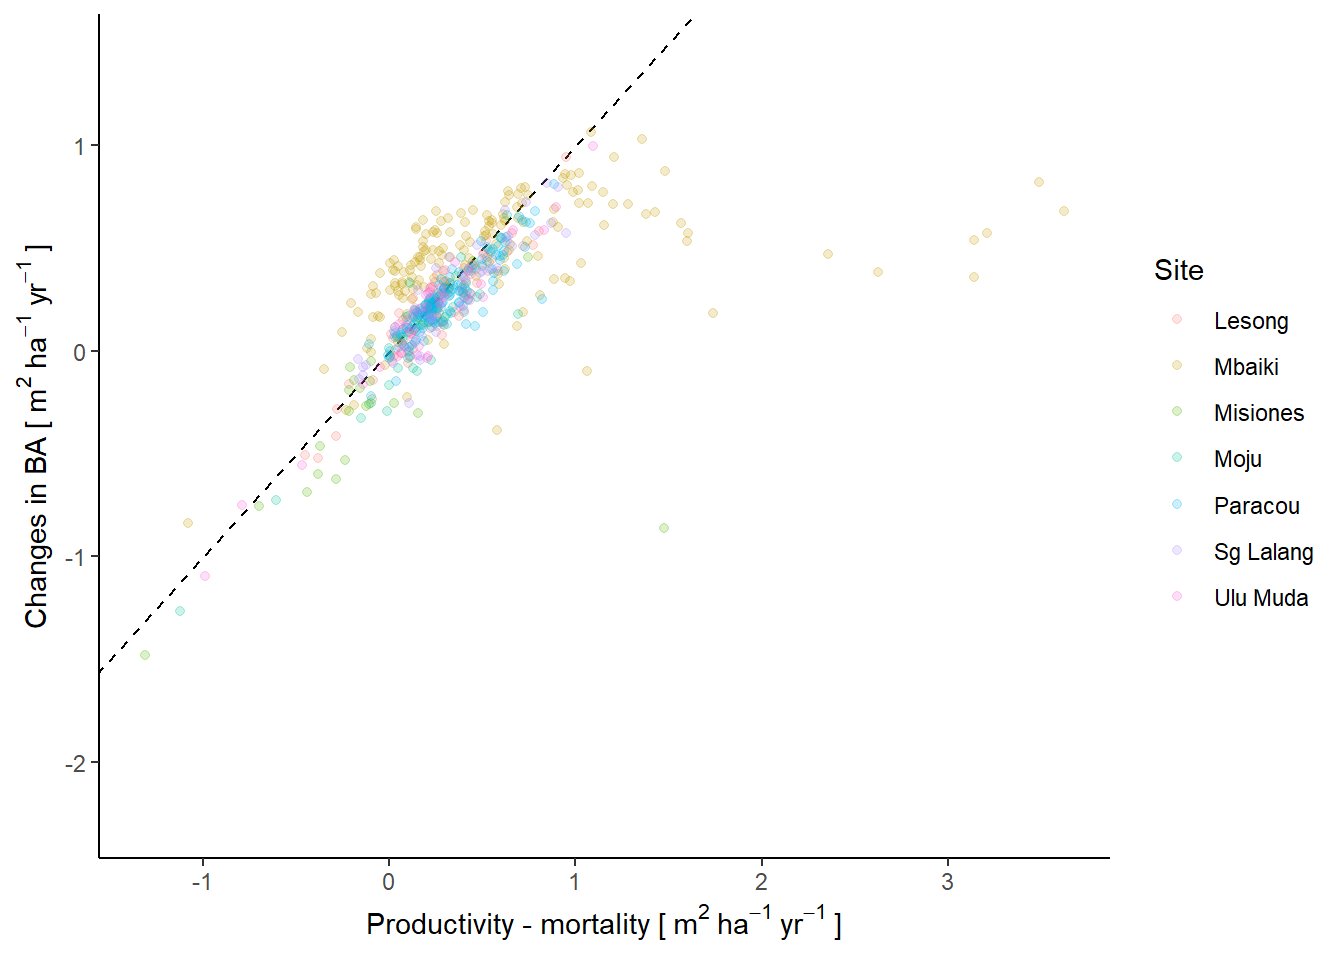 Changes in BA [ m² ha⁻¹ yr⁻¹ ]
1
0
-1
-2
-1
0
1
2
3
Productivity - mortality [ m² ha⁻¹ yr⁻¹ ]
Site
Lesong
Mbaiki
Misiones
Moju
Paracou
Sg Lalang
Ulu Muda